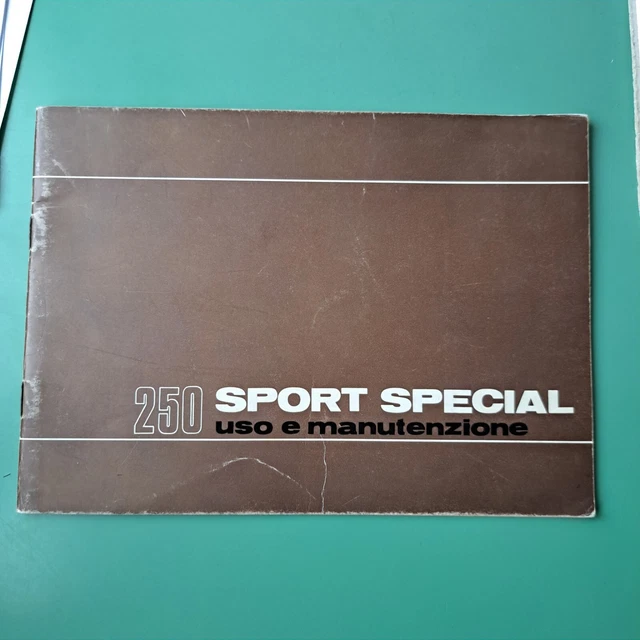 250 SPORT SPECIAL
uso e manutenzione